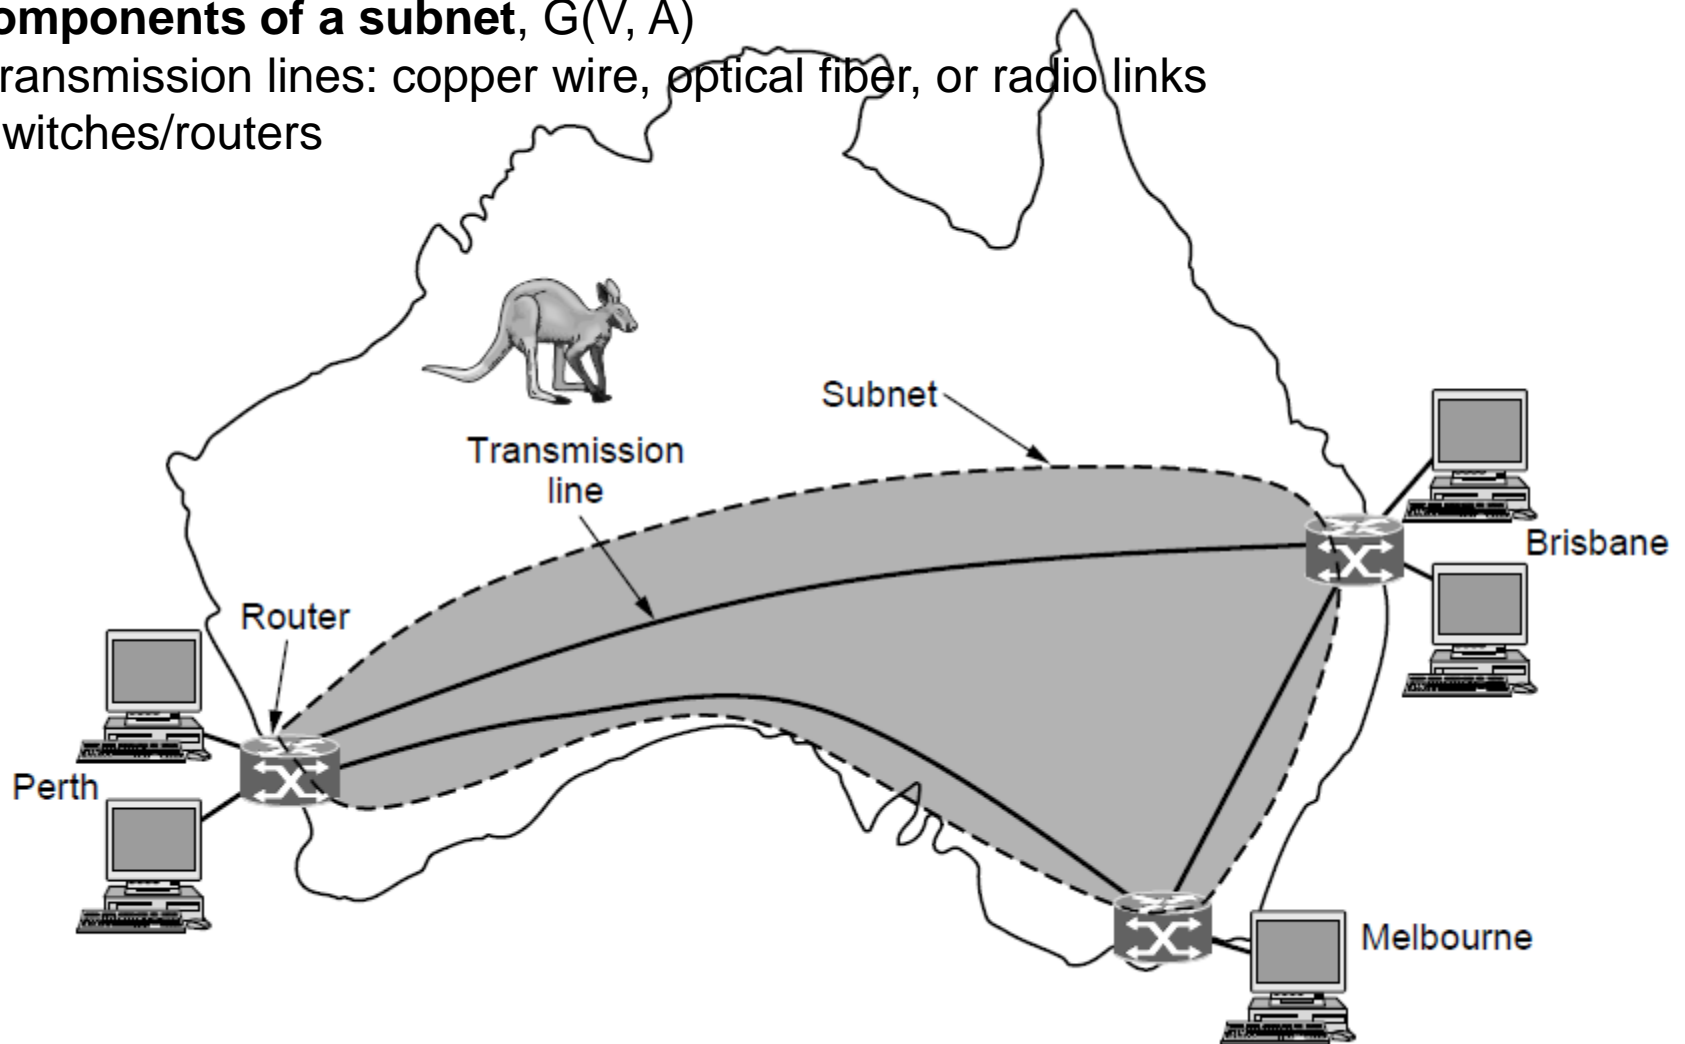 omponents of a subnet, G(V, A)
ransmission lines: copper wire, optical fiber, or radio links
witches/routers
Subnet
Transmission
line
Brisbane
Router
Perth
Melbourne